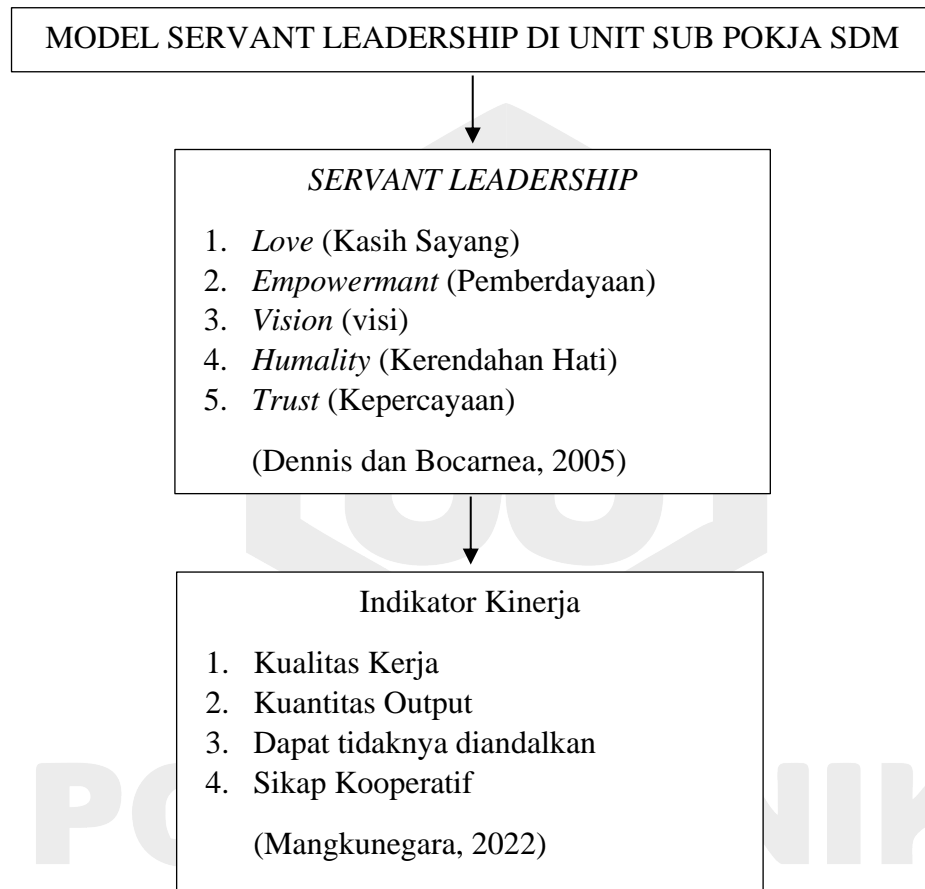 MODEL SERVANT LEADERSHIP DI UNIT SUB POKJA SDM
SERVANT LEADERSHIP
1. Love (Kasih Sayang)
2. Empowermant (Pemberdayaan)
3. Vision (visi)
4. Humality (Kerendahan Hati)
5. Trust (Kepercayaan)
(Dennis dan Bocarnea, 2005)
Indikator Kinerja
1. Kualitas Kerja
2. Kuantitas Output
3. Dapat tidaknya diandalkan
4. Sikap Kooperatif
(Mangkunegara, 2022)